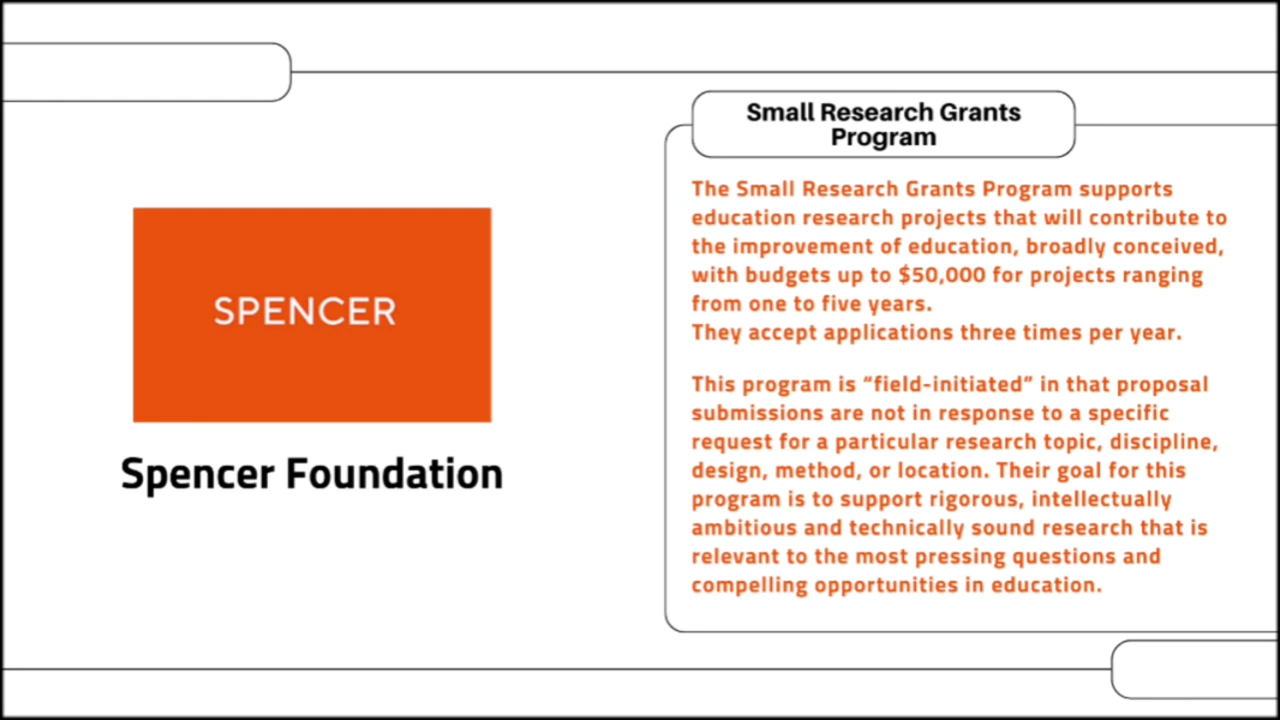 Small Research Grants
Program
The Small Research Grants Program supports
education research projects that will contribute to
the improvement of education, broadly conceived,
with budgets up to $50,000 for projects ranging
from one to five years.
They accept applications three times per year.
This program is “field-initiated” in that proposal
submissions are not in response to a specific
request for a particular research topic, discipline,
design, method, or location. Their goal for this
program is to support rigorous, intellectually
ambitious and technically sound research that is
relevant to the most pressing questions and
compelling opportunities in education.
SPENCER
Spencer Foundation